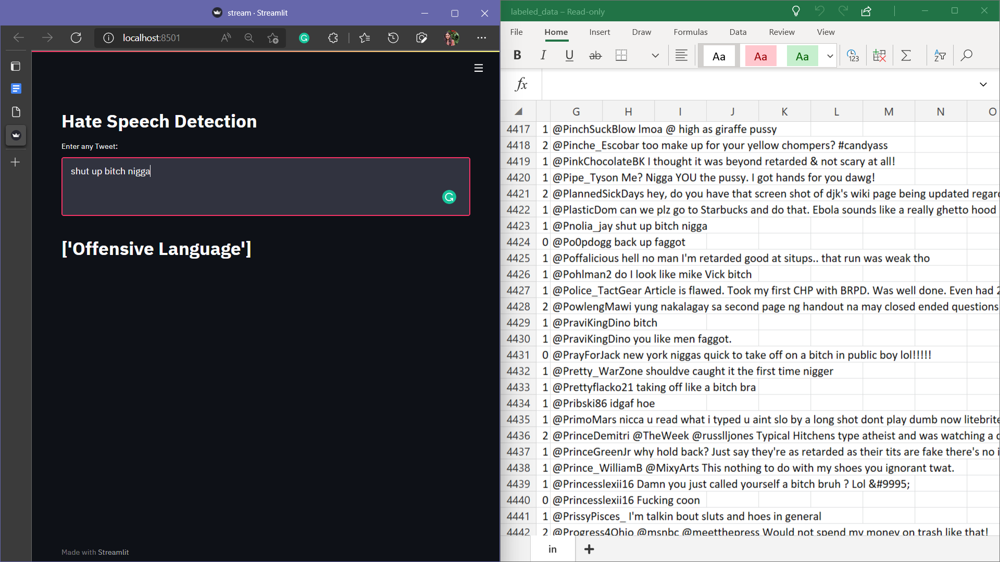 stream · Streamlit
localhost:8501
Hate Speech Detection
Enter any Tweet:
shut up bitch nigga
['Offensive Language']
Made with Streamlit
labeled_data – Read-only
File Home Insert Draw Formulas Data Review View
B I U ab Aa Aa Aa 123 Σ
fx
G H I J K L M N O
4417 1 @PinchSuckBlow lmoa @ high as giraffe pussy
4418 2 @Pinche_Escobar too make up for your yellow chompers? #candyass
4419 1 @PinkChocolateBK I thought it was beyond retarded & not scary at all!
4420 1 @Pipe_Tyson Me? Nigga YOU the pussy. I got hands for you dawg!
4421 2 @PlannedSickDays hey, do you have that screen shot of djk's wiki page being updated regar
4422 1 @PlasticDom can we plz go to Starbucks and do that. Ebola sounds like a really ghetto hood
4423 1 @Pnolia_jay shut up bitch nigga
4424 0 @Po0pdogg back up faggot
4425 1 @Poffalicious hell no man I'm retarded good at situps.. that run was weak tho
4426 1 @Pohlman2 do I look like mike Vick bitch
4427 1 @Police_TactGear Article is flawed. Took my first CHP with BRPD. Was well done. Even had 2
4428 2 @PowlengMawi yung nakalagay sa second page ng handout na may closed ended questions
4429 1 @PraviKingDino bitch
4430 1 @PraviKingDino you like men faggot.
4431 0 @PrayForJack new york niggas quick to take off on a bitch in public boy lol!!!!!
4432 1 @Pretty_WarZone shouldve caught it the first time nigger
4433 1 @Prettyflacko21 taking off like a bitch bra
4434 1 @Pribski86 idgaf hoe
4435 1 @PrimoMars nicca u read what i typed u aint slo by a long shot dont play dumb now litebrite
4436 2 @PrinceDemitri @TheWeek @russlljones Typical Hitchens type atheist and was watching a d
4437 1 @PrinceGreenJr why hold back? Just say they're as retarded as their tits are fake there's no i
4438 1 @Prince_WilliamB @MixyArts This nothing to do with my shoes you ignorant twat.
4439 1 @Princesslexii16 Damn you just called yourself a bitch bruh ? Lol &#9995;
4440 0 @Princesslexii16 Fucking coon
4441 1 @PrissyPisces_ I'm talkin bout sluts and hoes in general
4442 2 @Progress4Ohio @msnbc @meetthepress Would not spend my money on trash like that!
in